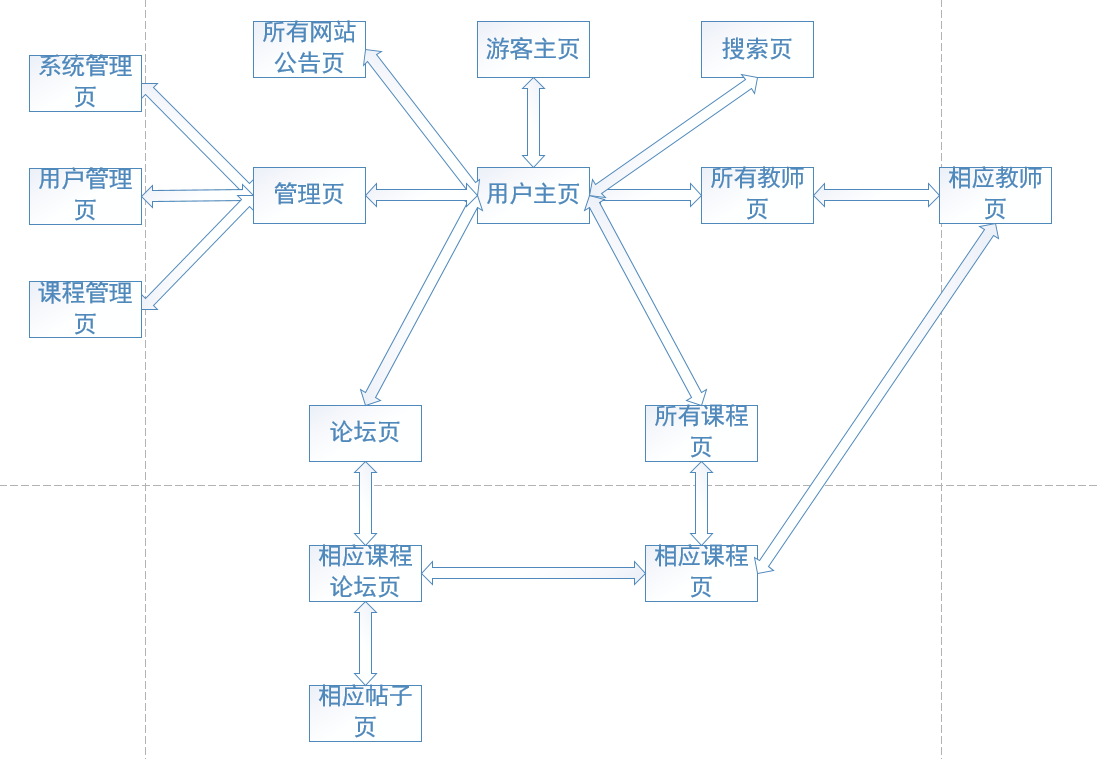 所有网站
公告页
游客主页
搜索页
系统管理
页
用户管理
页
管理页
用户主页
所有教师
页
相应教师
页
课程管理
页
论坛页
所有课程
页
相应课程
论坛页
相应课程
页
相应帖子
页